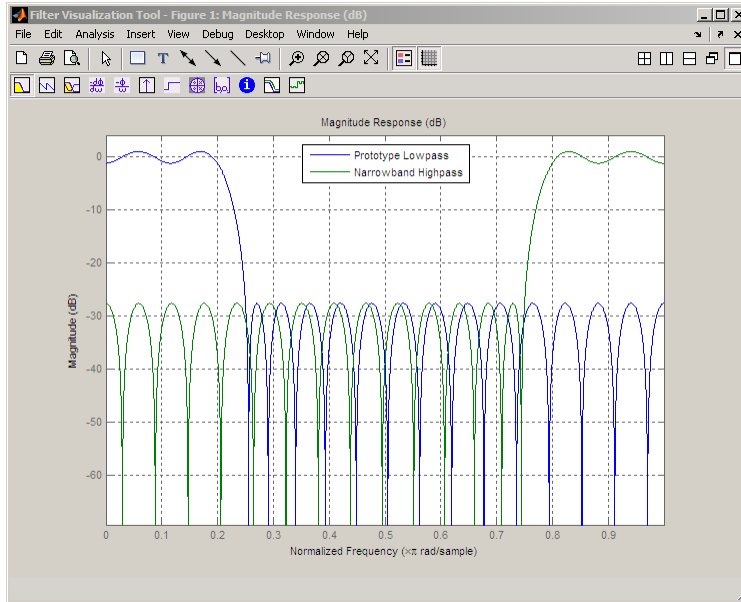 Filter Visualization Tool - Figure 1: Magnitude Response (dB)
File Edit Analysis Insert View Debug Desktop Window Help
T
[b,a]
i
Magnitude Response (dB)
Prototype Lowpass
Narrowband Highpass
0
-10
-20
-30
-40
-50
-60
Magnitude (dB)
0 0.1 0.2 0.3 0.4 0.5 0.6 0.7 0.8 0.9
Normalized Frequency (×π rad/sample)